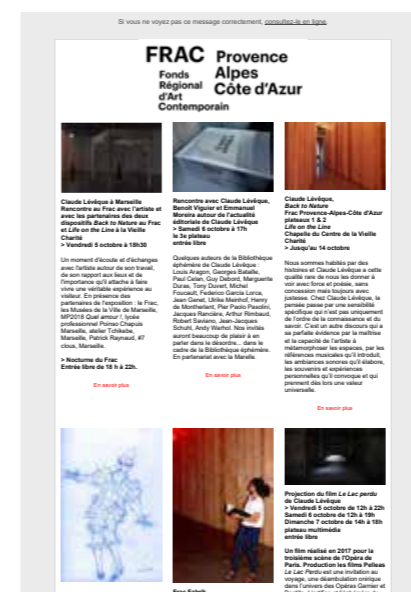 Si vous ne voyez pas ce message correctement, consultez-le en ligne.
FRAC Provence
Alpes
Côte d'Azur
Fonds
Régional
d'Art
Contemporain
Claude Lévêque à Marseille
Rencontre au Frac avec l'artiste et
avec les partenaires des deux
dispositifs Back to Nature au Frac
et Life on the Line à la Vieille
Charité
> Vendredi 5 octobre à 18h30
Un moment d'écoute et d'échanges
avec l'artiste autour de son travail,
de son rapport aux lieux et de
l'importance qu'il attache à faire
vivre une véritable expérience au
visiteur. En présence des
partenaires de l'exposition : le Frac,
les Musées de la Ville de Marseille,
MP2018 Quel amour !, lycée
professionnel Poinso Chapuis
Marseille, atelier Tchikebe,
Marseille, Patrick Raynaud, #7
clous, Marseille.
> Nocturne du Frac
Entrée libre de 18 h à 22h.
En savoir plus
Rencontre avec Claude Lévêque,
Benoît Viguier et Emmanuel
Moreira autour de l'actualité
éditoriale de Claude Lévêque
> Samedi 6 octobre à 17h
le 3e plateau
entrée libre
Quelques auteurs de la Bibliothèque
éphémère de Claude Lévêque :
Louis Aragon, Georges Bataille,
Paul Celan, Guy Debord, Marguerite
Duras, Tony Duvert, Michel
Foucault, Federico Garcia Lorca,
Jean Genet, Ulrike Meinhof, Henry
de Montherland, Pier Paolo Pasolini,
Jacques Rancière, Arthur Rimbaud,
Robert Saviano, Jean-Jacques
Schuhl, Andy Warhol. Nos invités
auront beaucoup de plaisir à en
parler dans le désordre... dans le
cadre de la Bibliothèque éphémère.
En partenariat avec la Marelle.
En savoir plus
Claude Lévêque,
Back to Nature
Frac Provence-Alpes-Côte d'Azur
plateaux 1 & 2
Life on the Line
Chapelle du Centre de la Vieille
Charité
> Jusqu'au 14 octobre
Nous sommes habités par des
histoires et Claude Lévêque a cette
qualité rare de nous les donner à
voir avec force et poésie, sans
concession mais toujours avec
justesse. Chez Claude Lévêque, la
pensée passe par une sensibilité
spécifique qui n'est pas uniquement
de l'ordre de la connaissance et du
savoir. C'est un autre discours qui a
sa parfaite évidence par la maîtrise
et la capacité de l'artiste à
métamorphoser les espaces, par les
références musicales qu'il introduit,
les ambiances sonores qu'il élabore,
les souvenirs et expériences
personnelles qu'il convoque et qui
prennent dès lors une valeur
universelle.
En savoir plus
Projection du film Le Lac perdu
de Claude Lévêque
> Vendredi 5 octobre de 12h à 22h
Samedi 6 octobre de 12h à 19h
Dimanche 7 octobre de 14h à 18h
plateau multimédia
entrée libre
Un film réalisé en 2017 pour la
troisième scène de l'Opéra de
Paris. Production les films Pelleas
Le Lac Perdu est une invitation au
voyage, une déambulation onirique
dans l'univers des Opéras Garnier et